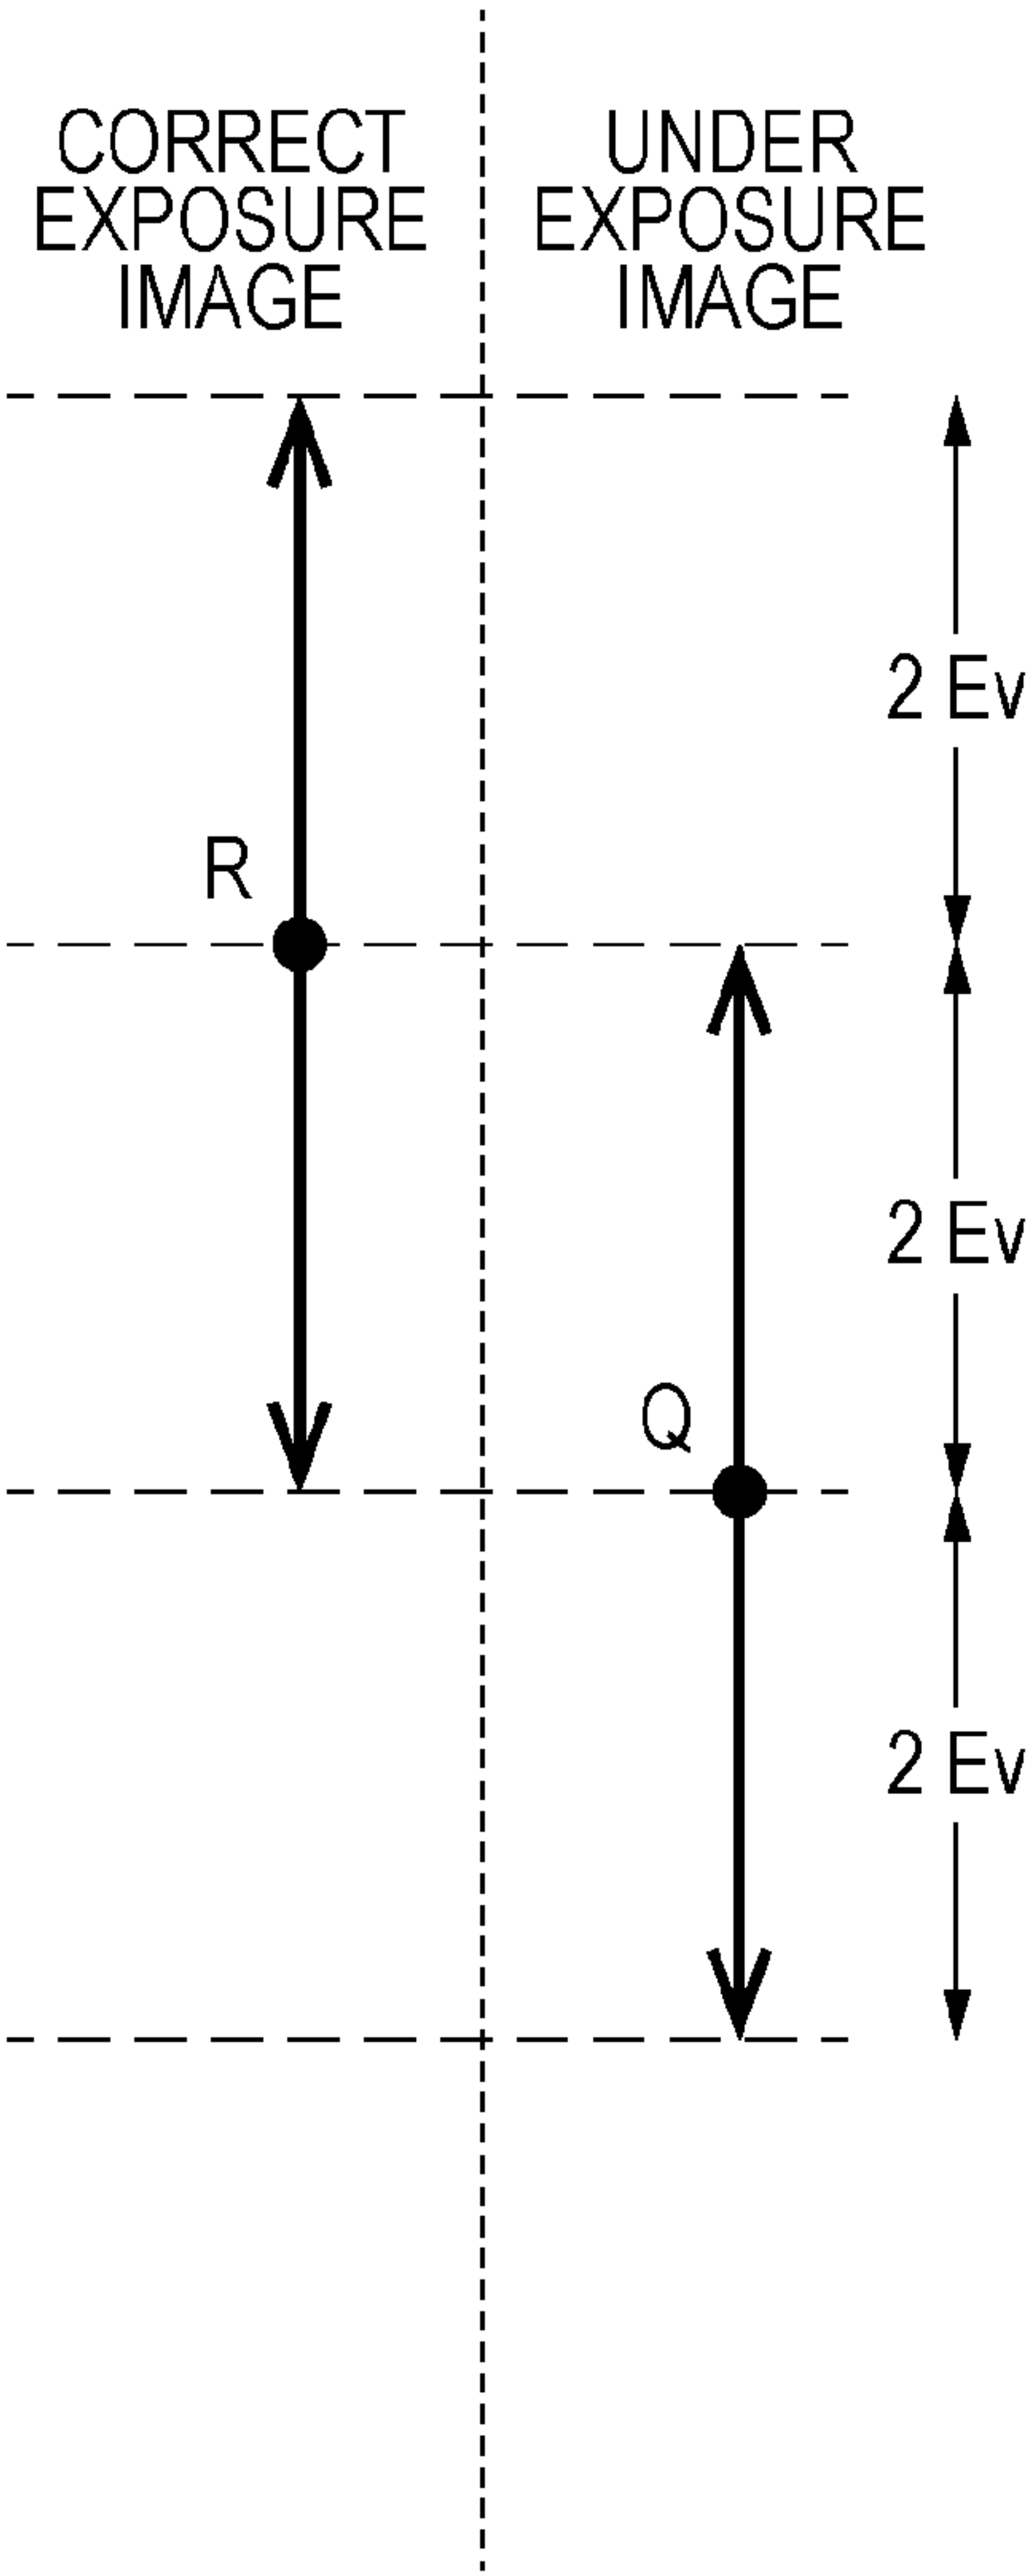 CORRECT
EXPOSURE
IMAGE
UNDER
EXPOSURE
IMAGE
2 Ev
R
2 Ev
Q
2 Ev